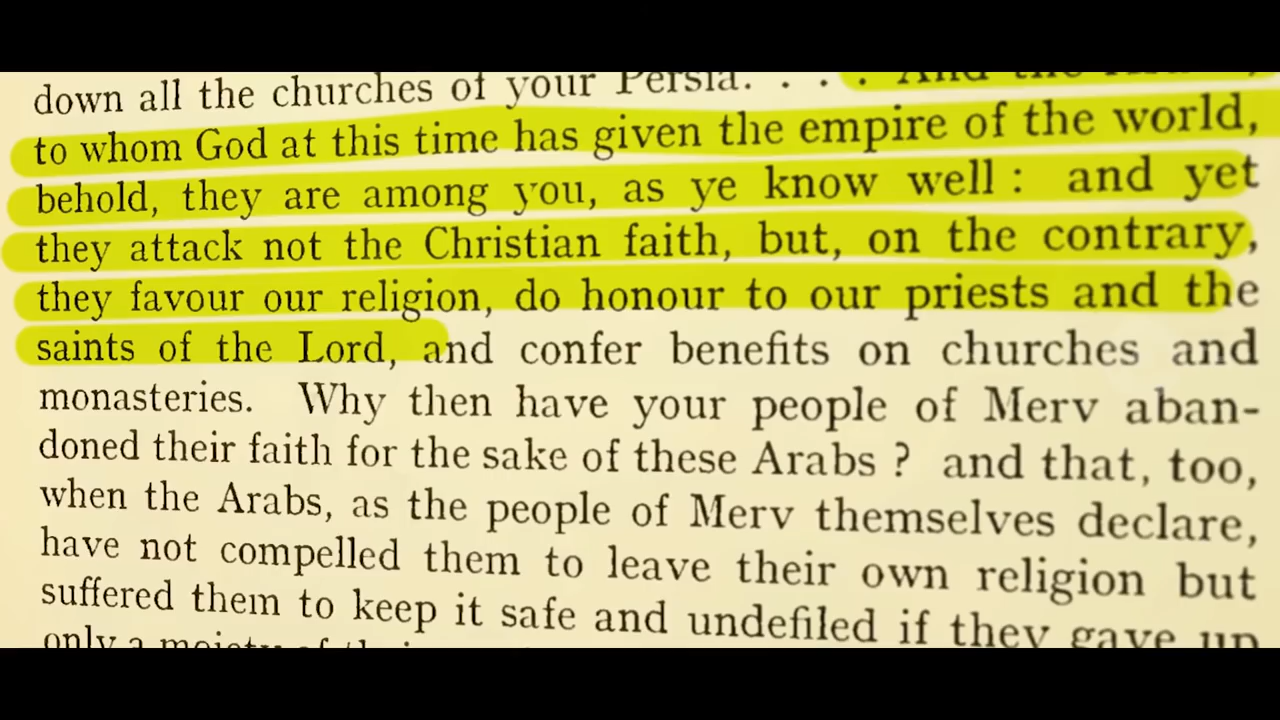 down all the churches of your Persia. . . . And the
to whom God at this time has given the empire of the world,
behold, they are among you, as ye know well : and yet
they attack not the Christian faith, but, on the contrary,
they favour our religion, do honour to our priests and the
saints of the Lord, and confer benefits on churches and
monasteries. Why then have your people of Merv aban-
doned their faith for the sake of these Arabs ? and that, too,
when the Arabs, as the people of Merv themselves declare,
have not compelled them to leave their own religion but
suffered them to keep it safe and undefiled if they gave up
only a moiety of